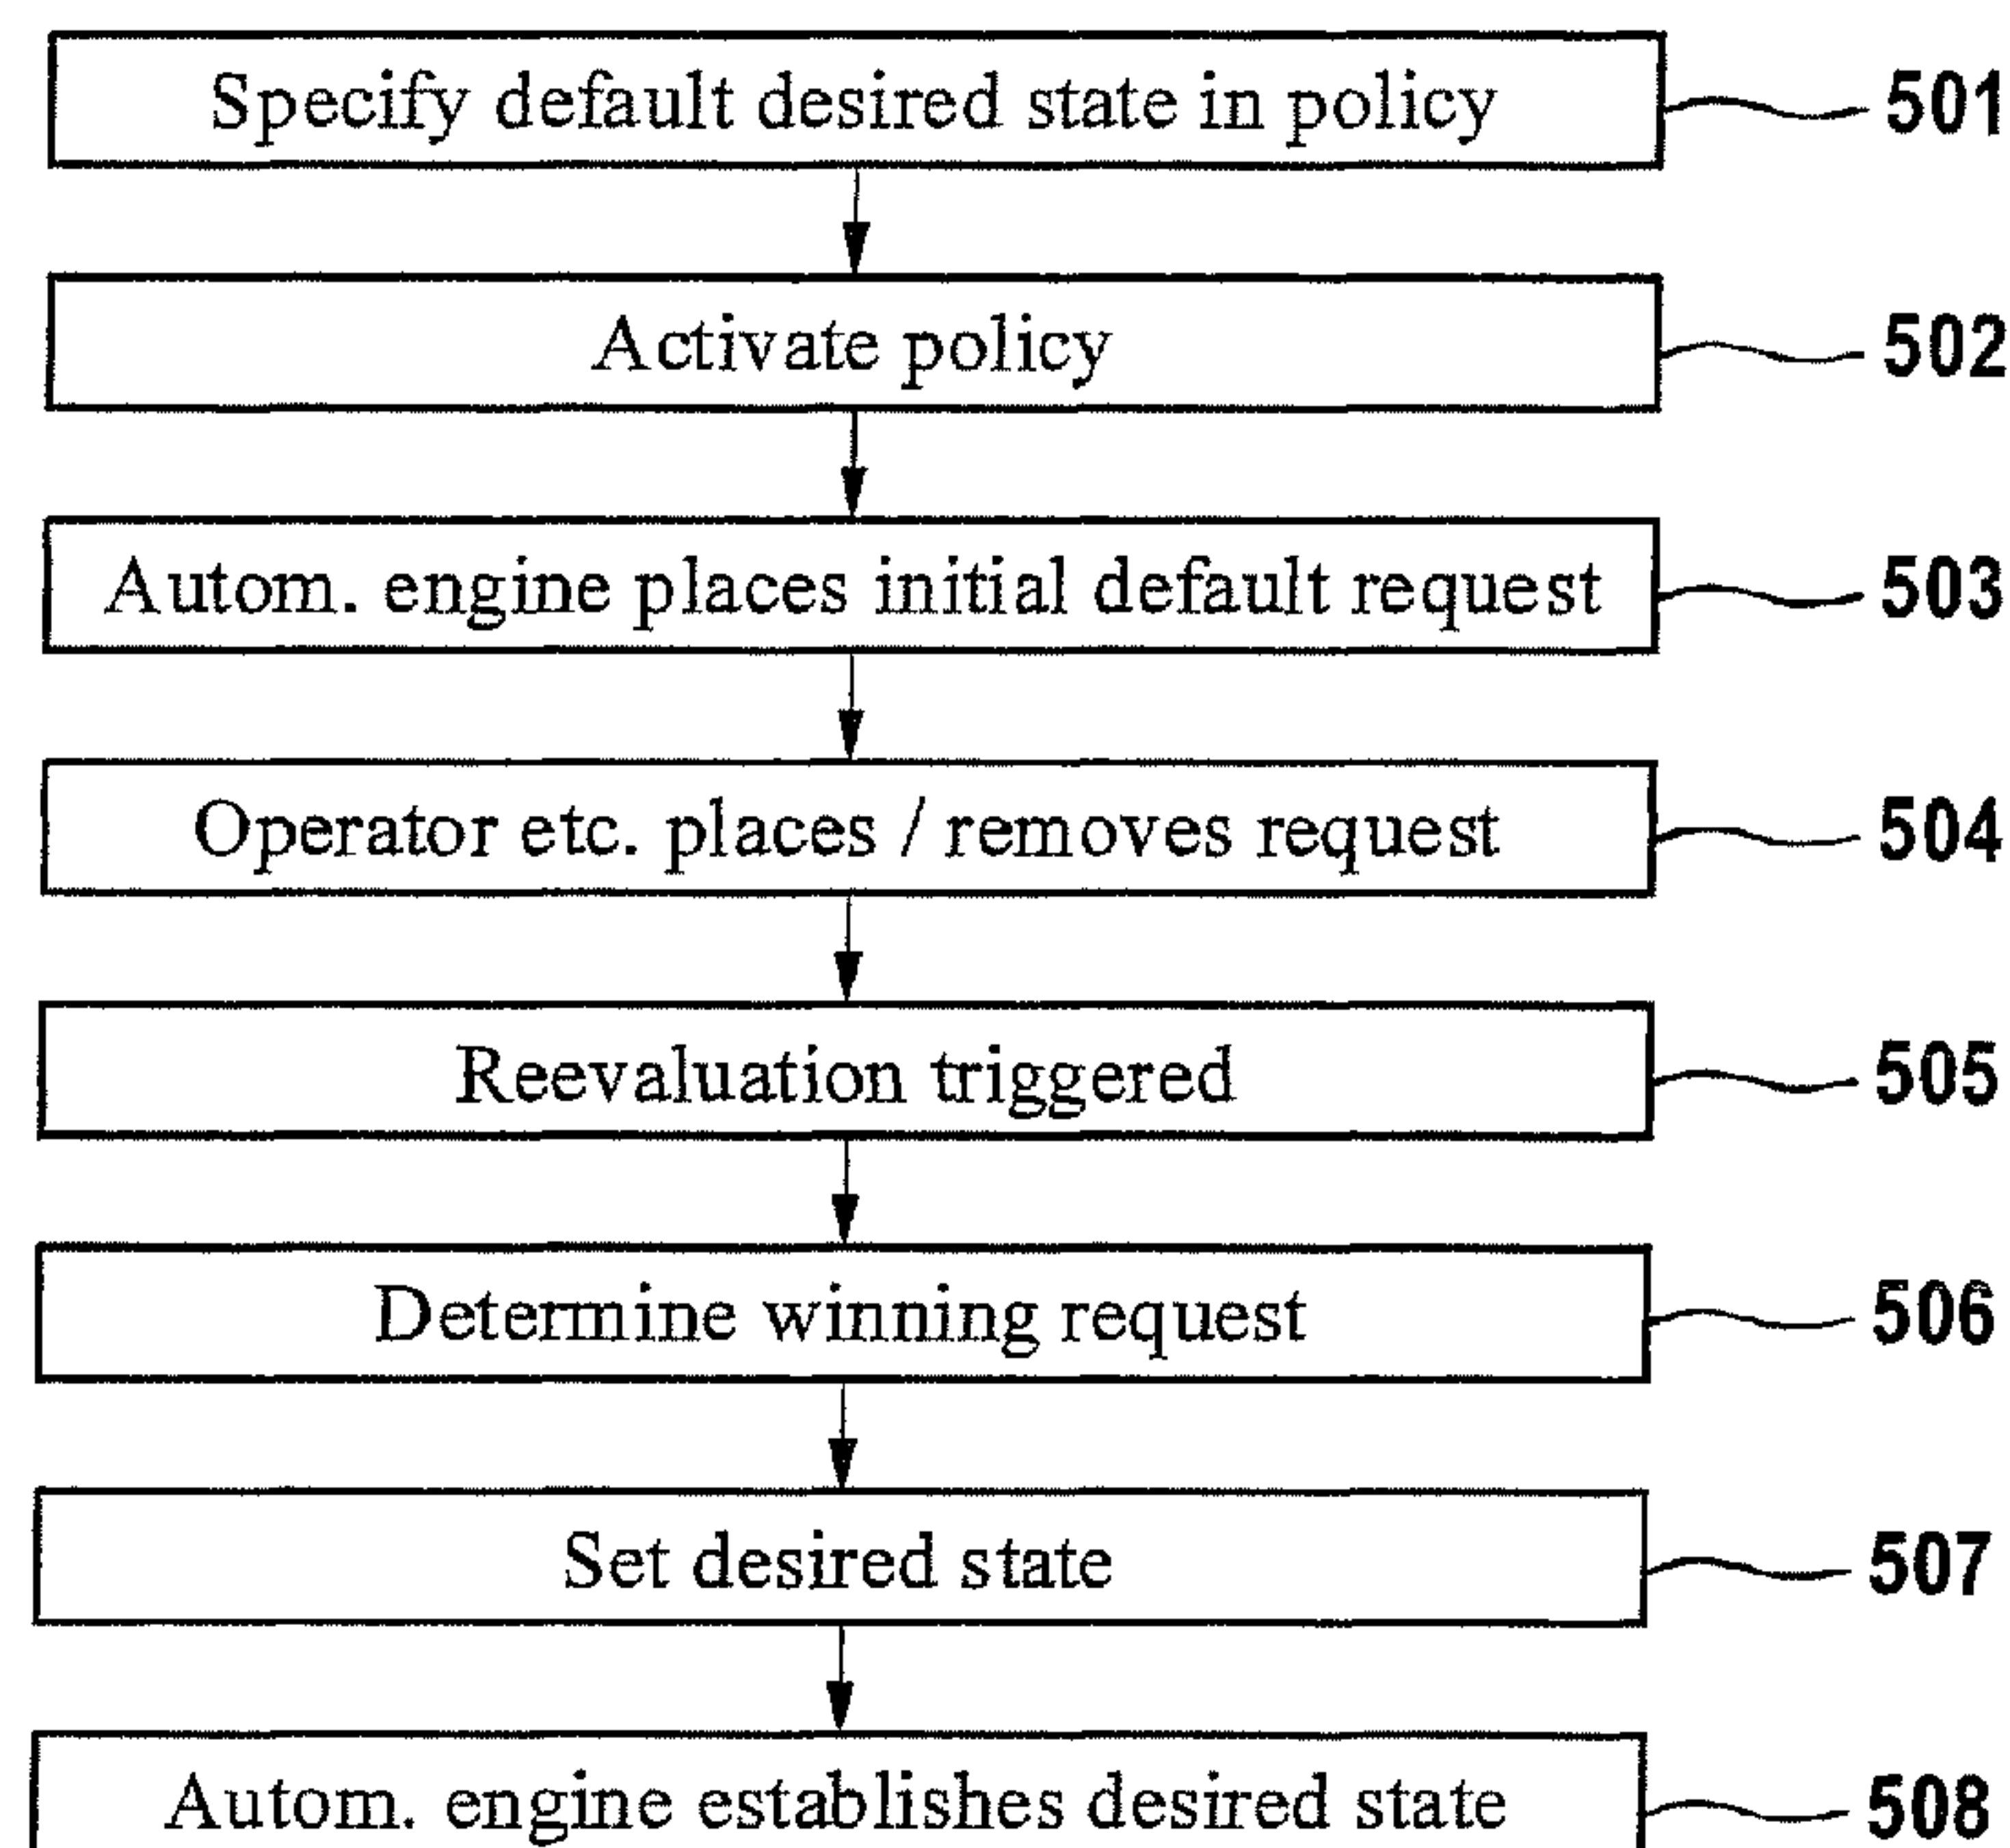 Specify default desired state in policy 501
Activate policy 502
Autom. engine places initial default request 503
Operator etc. places / removes request 504
Reevaluation triggered 505
Determine winning request 506
Set desired state 507
Autom. engine establishes desired state 508